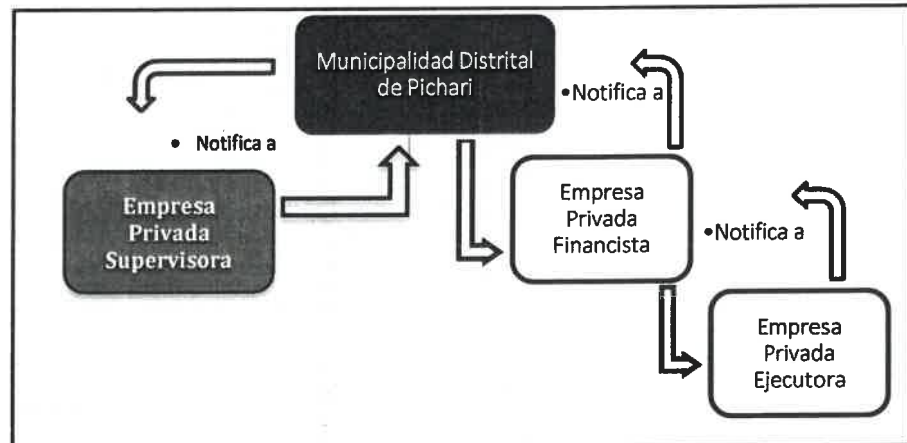 Municipalidad Distrital
de Pichari
•Notifica a
• Notifica a
Empresa
Privada
Supervisora
Empresa
Privada
Financista
•Notifica a
Empresa
Privada
Ejecutora